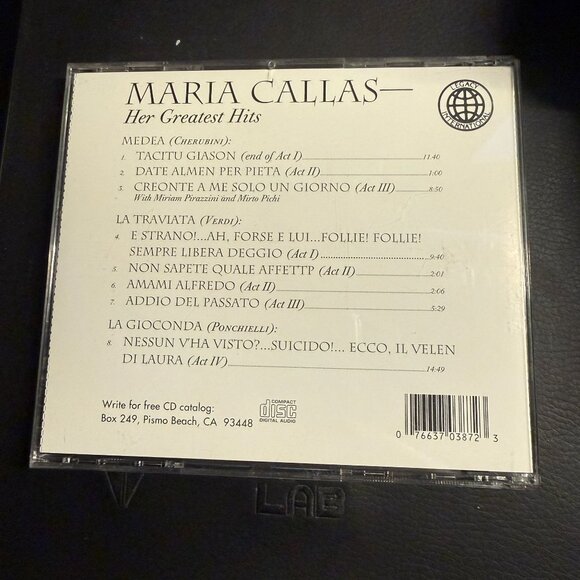 MARIA CALLAS—
Her Greatest Hits
LEGACY
INTERNATIONAL
MEDEA (Cherubini):
1. TACITU GIASON (end of Act I) 11:40
2. DATE ALMEN PER PIETA (Act II) 1:00
3. CREONTE A ME SOLO UN GIORNO (Act III) 8:50
With Miriam Pirazzini and Mirto Pichi
LA TRAVIATA (Verdi):
4. E STRANO!...AH, FORSE E LUI...FOLLIE! FOLLIE!
SEMPRE LIBERA DEGGIO (Act I) 9:40
5. NON SAPETE QUALE AFFETTP (Act II) 2:01
6. AMAMI ALFREDO (Act II) 2:06
7. ADDIO DEL PASSATO (Act III) 5:29
LA GIOCONDA (Ponchielli):
8. NESSUN V'HA VISTO?...SUICIDO!... ECCO, IL VELEN
DI LAURA (Act IV) 14:49
Write for free CD catalog:
Box 249, Pismo Beach, CA 93448
COMPACT
disc
DIGITAL AUDIO
0 76637 03872 3
LAB